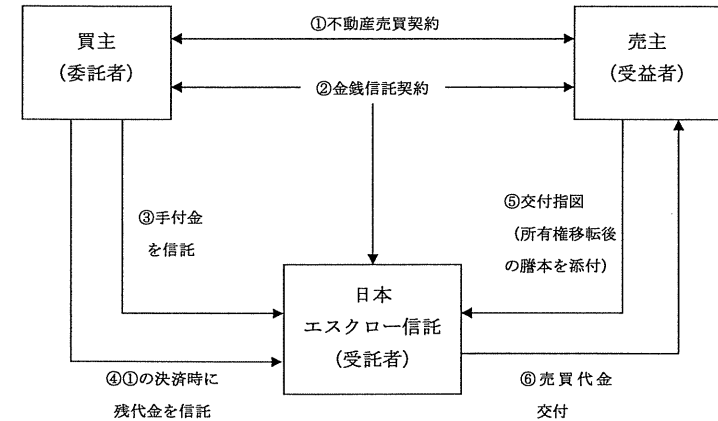 ①不動産売買契約
買主
(委託者)
売主
(受益者)
②金銭信託契約
③手付金
を信託
⑤交付指図
(所有権移転後
の謄本を添付)
日本
エスクロー信託
(受託者)
④①の決済時に
残代金を信託
⑥売買代金
交付